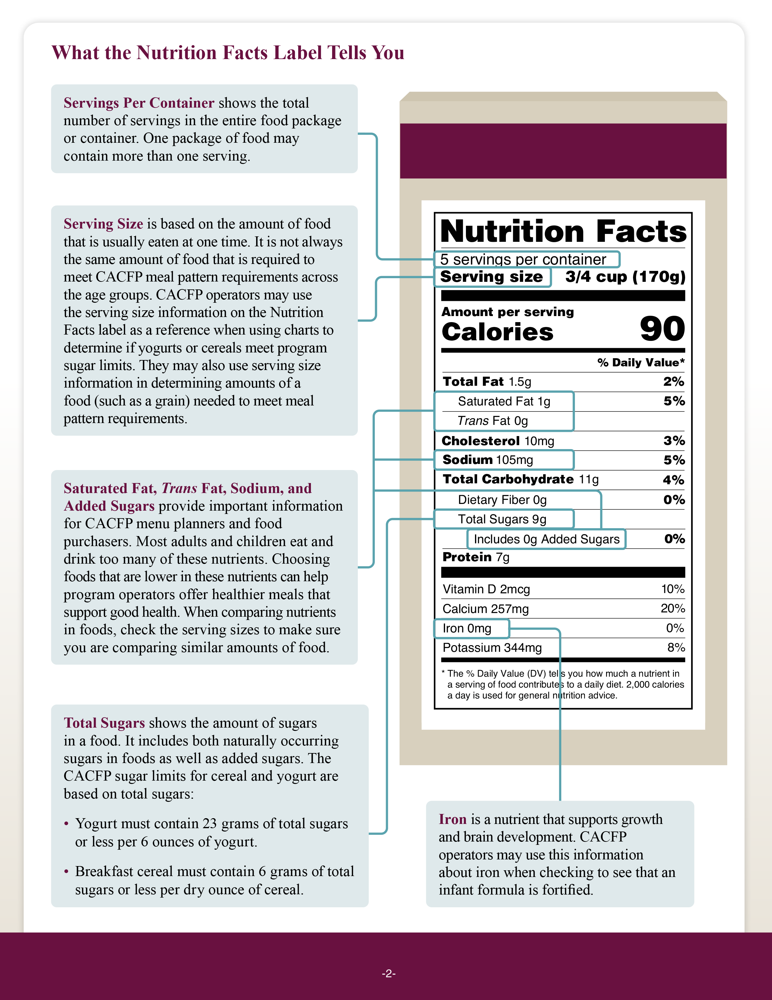 What the Nutrition Facts Label Tells You
Servings Per Container shows the total
number of servings in the entire food package
or container. One package of food may
contain more than one serving.
Serving Size is based on the amount of food
that is usually eaten at one time. It is not always
the same amount of food that is required to
meet CACFP meal pattern requirements across
the age groups. CACFP operators may use
the serving size information on the Nutrition
Facts label as a reference when using charts to
determine if yogurts or cereals meet program
sugar limits. They may also use serving size
information in determining amounts of a
food (such as a grain) needed to meet meal
pattern requirements.
Saturated Fat, Trans Fat, Sodium, and
Added Sugars provide important information
for CACFP menu planners and food
purchasers. Most adults and children eat and
drink too many of these nutrients. Choosing
foods that are lower in these nutrients can help
program operators offer healthier meals that
support good health. When comparing nutrients
in foods, check the serving sizes to make sure
you are comparing similar amounts of food.
Total Sugars shows the amount of sugars
in a food. It includes both naturally occurring
sugars in foods as well as added sugars. The
CACFP sugar limits for cereal and yogurt are
based on total sugars:
• Yogurt must contain 23 grams of total sugars
or less per 6 ounces of yogurt.
• Breakfast cereal must contain 6 grams of total
sugars or less per dry ounce of cereal.
Nutrition Facts
5 servings per container
Serving size 3/4 cup (170g)
Amount per serving
Calories 90
% Daily Value*
Total Fat 1.5g 2%
Saturated Fat 1g 5%
Trans Fat 0g
Cholesterol 10mg 3%
Sodium 105mg 5%
Total Carbohydrate 11g 4%
Dietary Fiber 0g 0%
Total Sugars 9g
Includes 0g Added Sugars 0%
Protein 7g
Vitamin D 2mcg 10%
Calcium 257mg 20%
Iron 0mg 0%
Potassium 344mg 8%
* The % Daily Value (DV) tells you how much a nutrient in
a serving of food contributes to a daily diet. 2,000 calories
a day is used for general nutrition advice.
Iron is a nutrient that supports growth
and brain development. CACFP
operators may use this information
about iron when checking to see that an
infant formula is fortified.
-2-